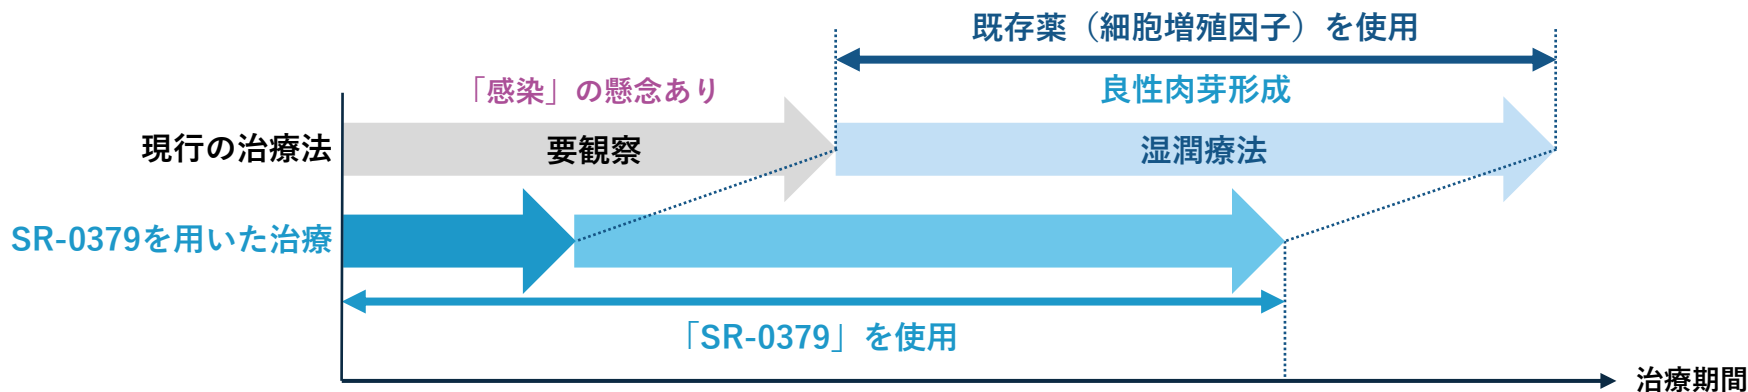 既存薬（細胞増殖因子）を使用
「感染」の懸念あり
良性肉芽形成
現行の治療法
要観察
湿潤療法
SR-0379を用いた治療
「SR-0379」を使用
治療期間